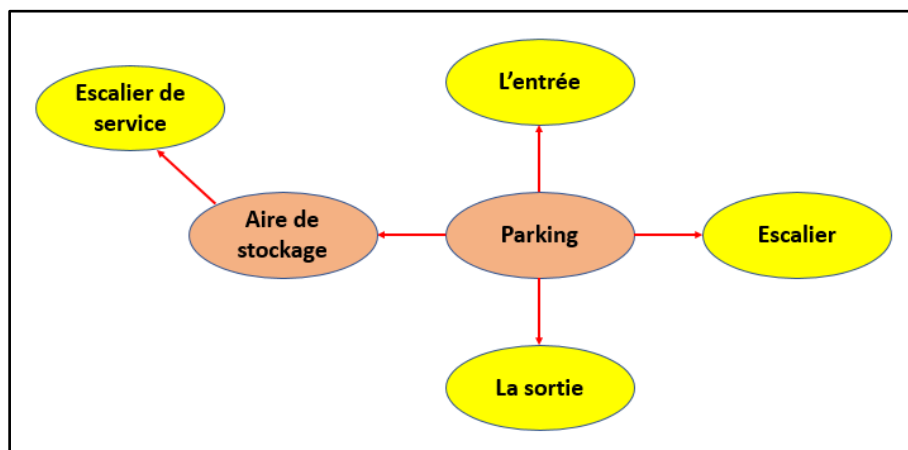 L'entrée
Escalier de
service
Aire de
stockage
Parking
Escalier
La sortie